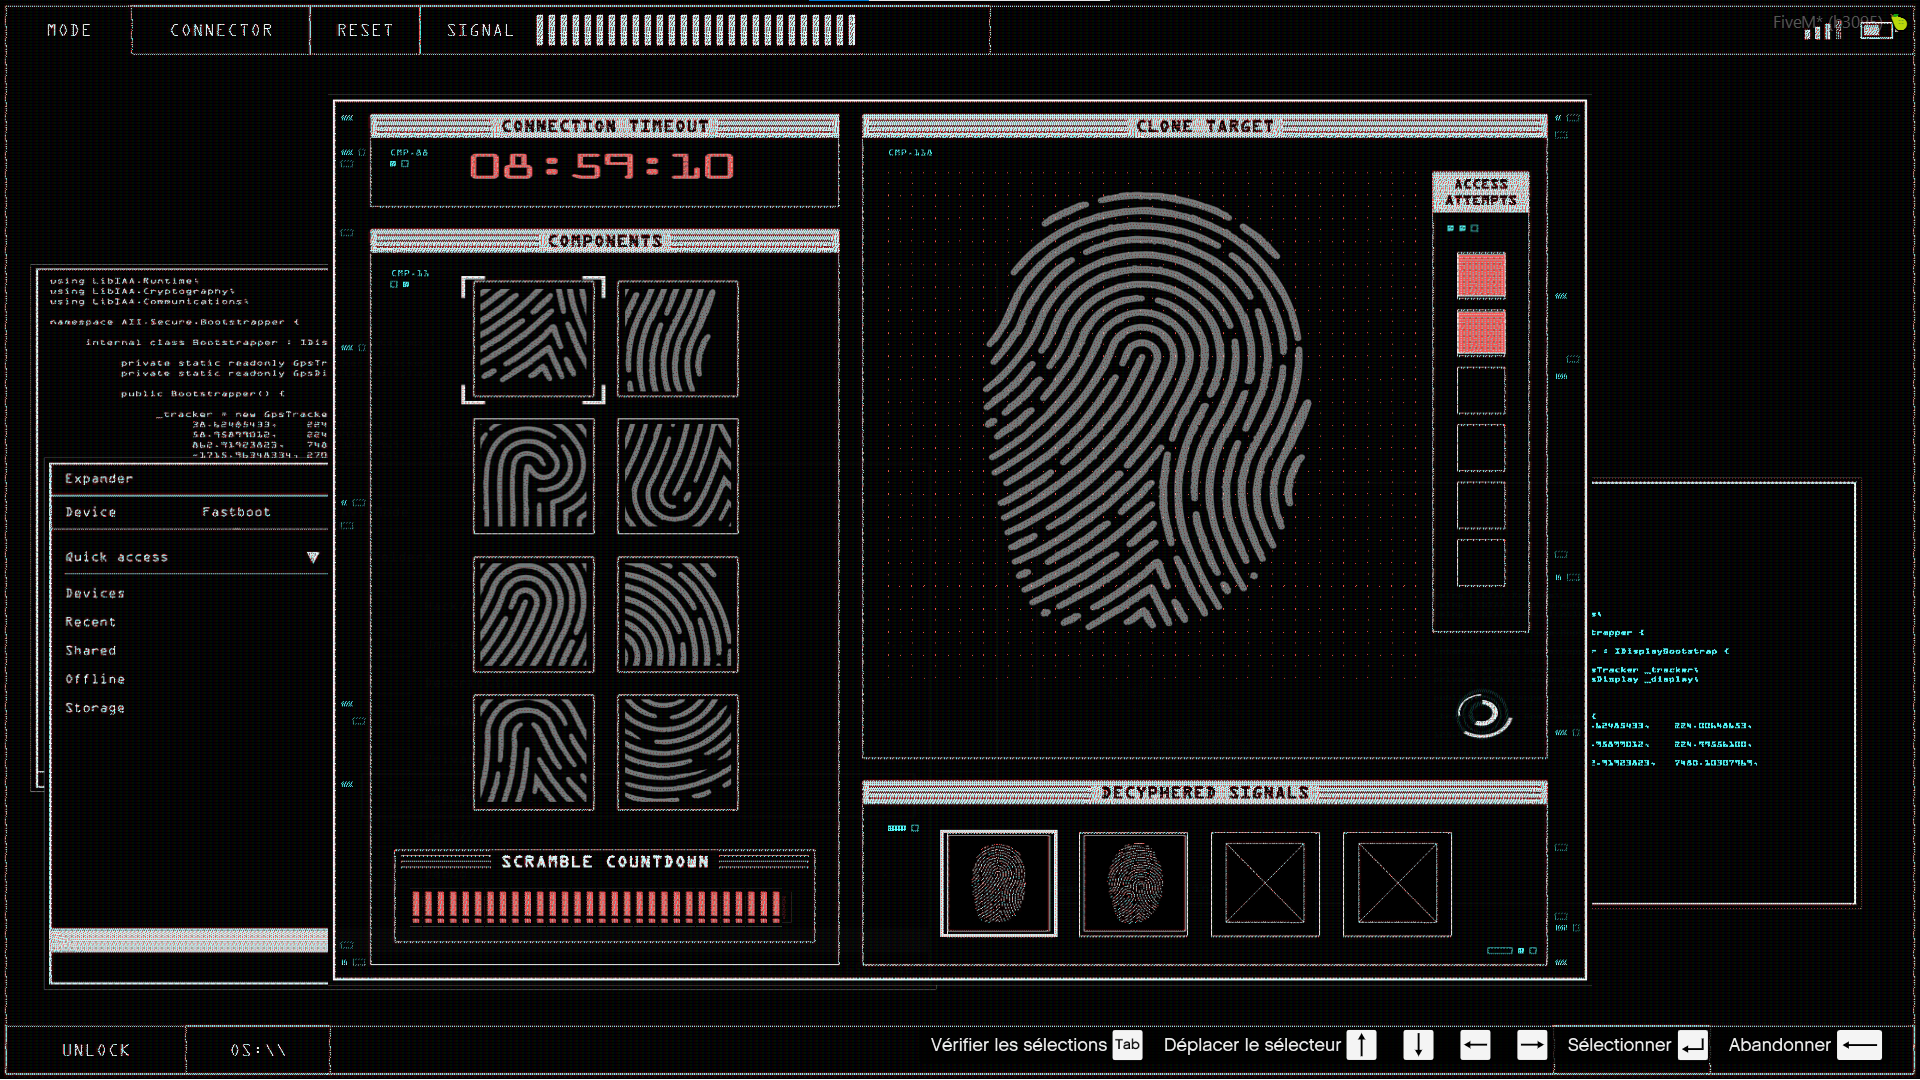 MODE
CONNECTOR
RESET
SIGNAL
FiveM* (b3095)
CONNECTION TIMEOUT
CMP-88
08:59:10
COMPONENTS
CMP-11
CLONE TARGET
CMP-118
ACCESS
ATTEMPTS
using LibIAA.Runtime;
using LibIAA.Cryptography;
using LibIAA.Communications;
namespace AII.Secure.Bootstrapper {
internal class Bootstrapper : IDis
private static readonly GpsTr
private static readonly GpsDi
public Bootstrapper() {
_tracker = new GpsTracke
38.62485433, 224
58.95899012, 224
862.91923823, 748
-1715.96348334, 270
Expander
Device
Fastboot
Quick access
Devices
Recent
Shared
Offline
Storage
trapper {
r : IDisplayBootstrap {
sTracker _tracker;
sDisplay _display;
.62485433, 224.00648653,
.95899012, 224.99556100,
2.91923823, 7480.10307969,
SCRAMBLE COUNTDOWN
DECYPHERED SIGNALS
UNLOCK
OS:\\
Vérifier les sélections Tab
Déplacer le sélecteur
Sélectionner
Abandonner